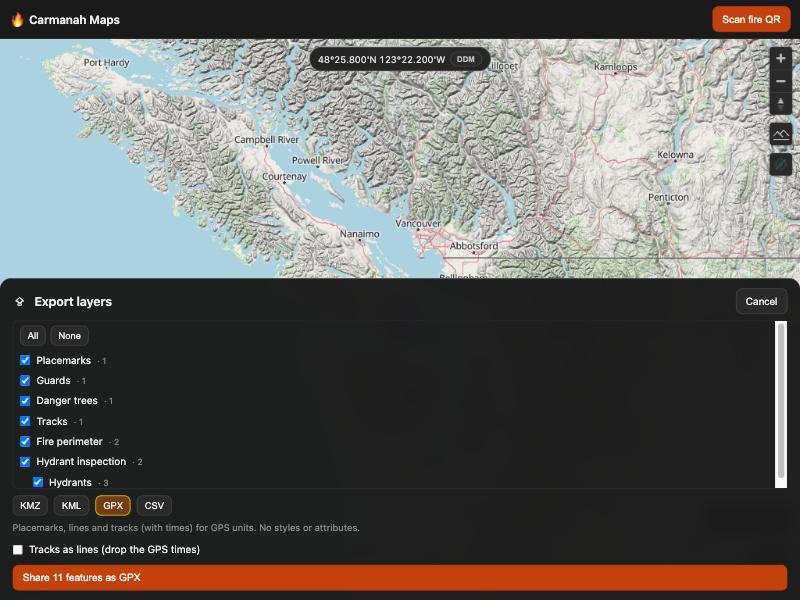 🔥 Carmanah Maps
Scan fire QR
48°25.800'N 123°22.200'W DDM
Port Hardy
Kamloops
Campbell River
Powell River
Courtenay
Kelowna
Penticton
Vancouver
Nanaimo
Abbotsford
Export layers
Cancel
All None
Placemarks · 1
Guards · 1
Danger trees · 1
Tracks · 1
Fire perimeter · 2
Hydrant inspection · 2
Hydrants · 3
KMZ KML GPX CSV
Placemarks, lines and tracks (with times) for GPS units. No styles or attributes.
Tracks as lines (drop the GPS times)
Share 11 features as GPX